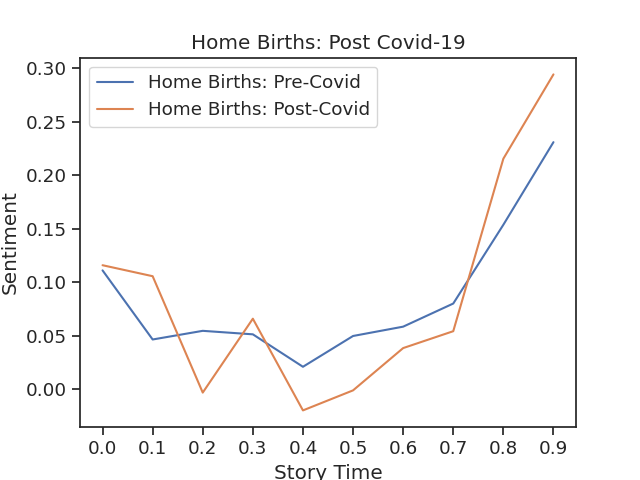 Home Births: Post Covid-19
Home Births: Pre-Covid
Home Births: Post-Covid
Sentiment
0.30
0.25
0.20
0.15
0.10
0.05
0.00
0.0 0.1 0.2 0.3 0.4 0.5 0.6 0.7 0.8 0.9
Story Time